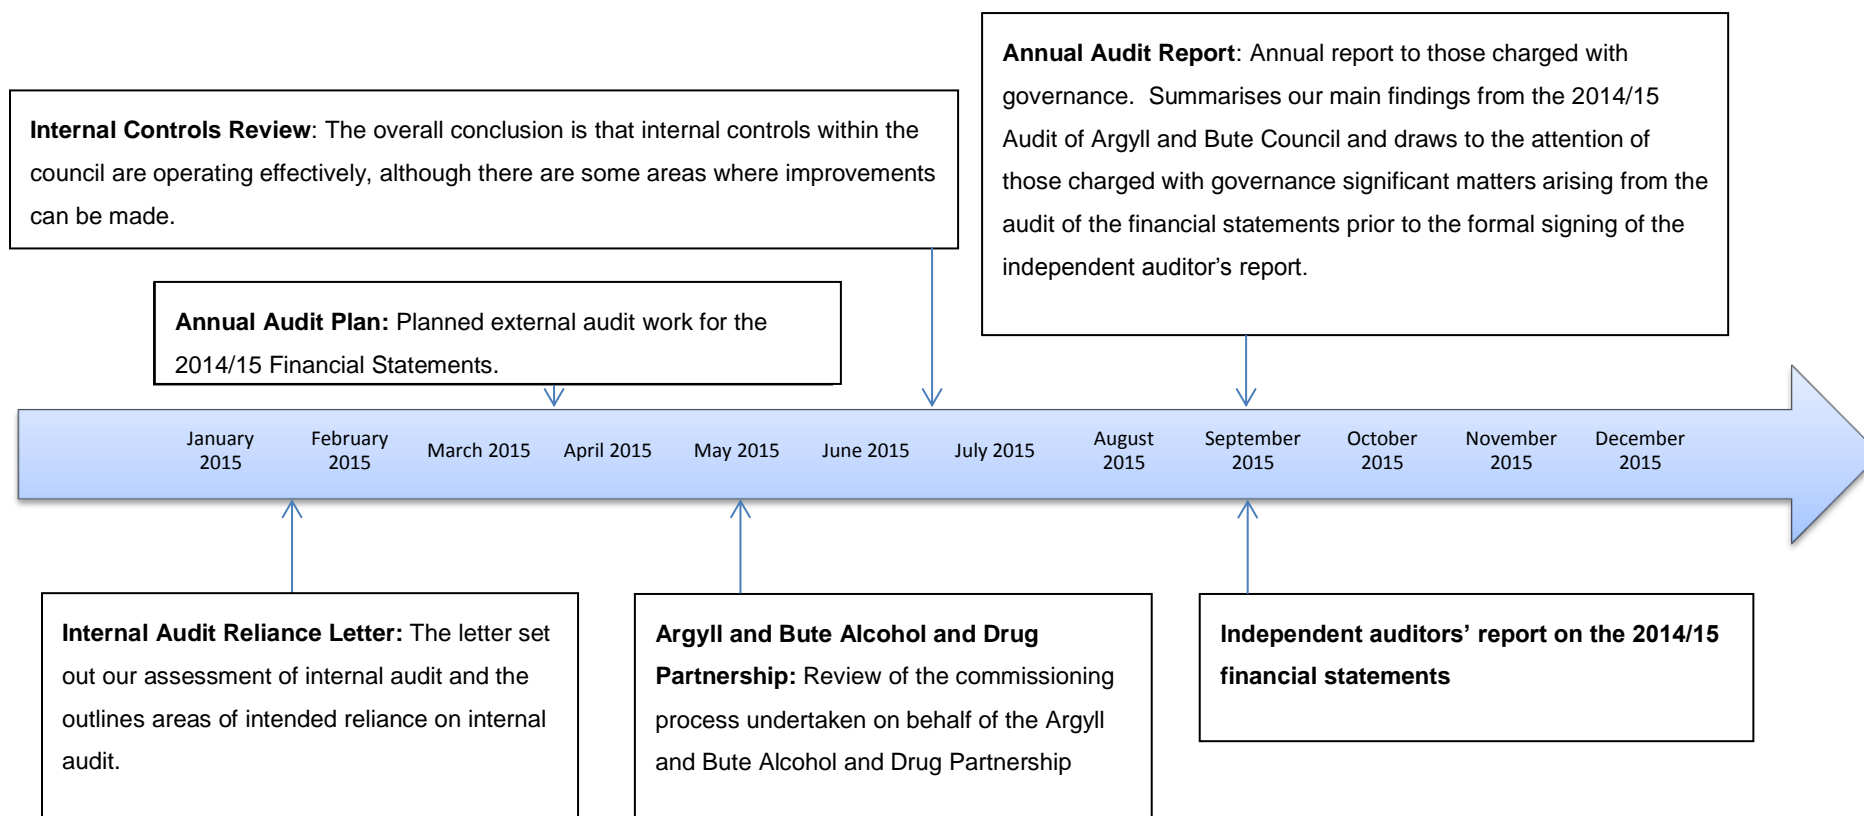 Internal Controls Review: The overall conclusion is that internal controls within the
council are operating effectively, although there are some areas where improvements
can be made.
Annual Audit Report: Annual report to those charged with
governance.  Summarises our main findings from the 2014/15
Audit of Argyll and Bute Council and draws to the attention of
those charged with governance significant matters arising from the
audit of the financial statements prior to the formal signing of the
independent auditor’s report.
Annual Audit Plan: Planned external audit work for the
2014/15 Financial Statements.
January
2015
February
2015
March 2015
April 2015
May 2015
June 2015
July 2015
August
2015
September
2015
October
2015
November
2015
December
2015
Internal Audit Reliance Letter: The letter set
out our assessment of internal audit and the
outlines areas of intended reliance on internal
audit.
Argyll and Bute Alcohol and Drug
Partnership: Review of the commissioning
process undertaken on behalf of the Argyll
and Bute Alcohol and Drug Partnership
Independent auditors’ report on the 2014/15
financial statements